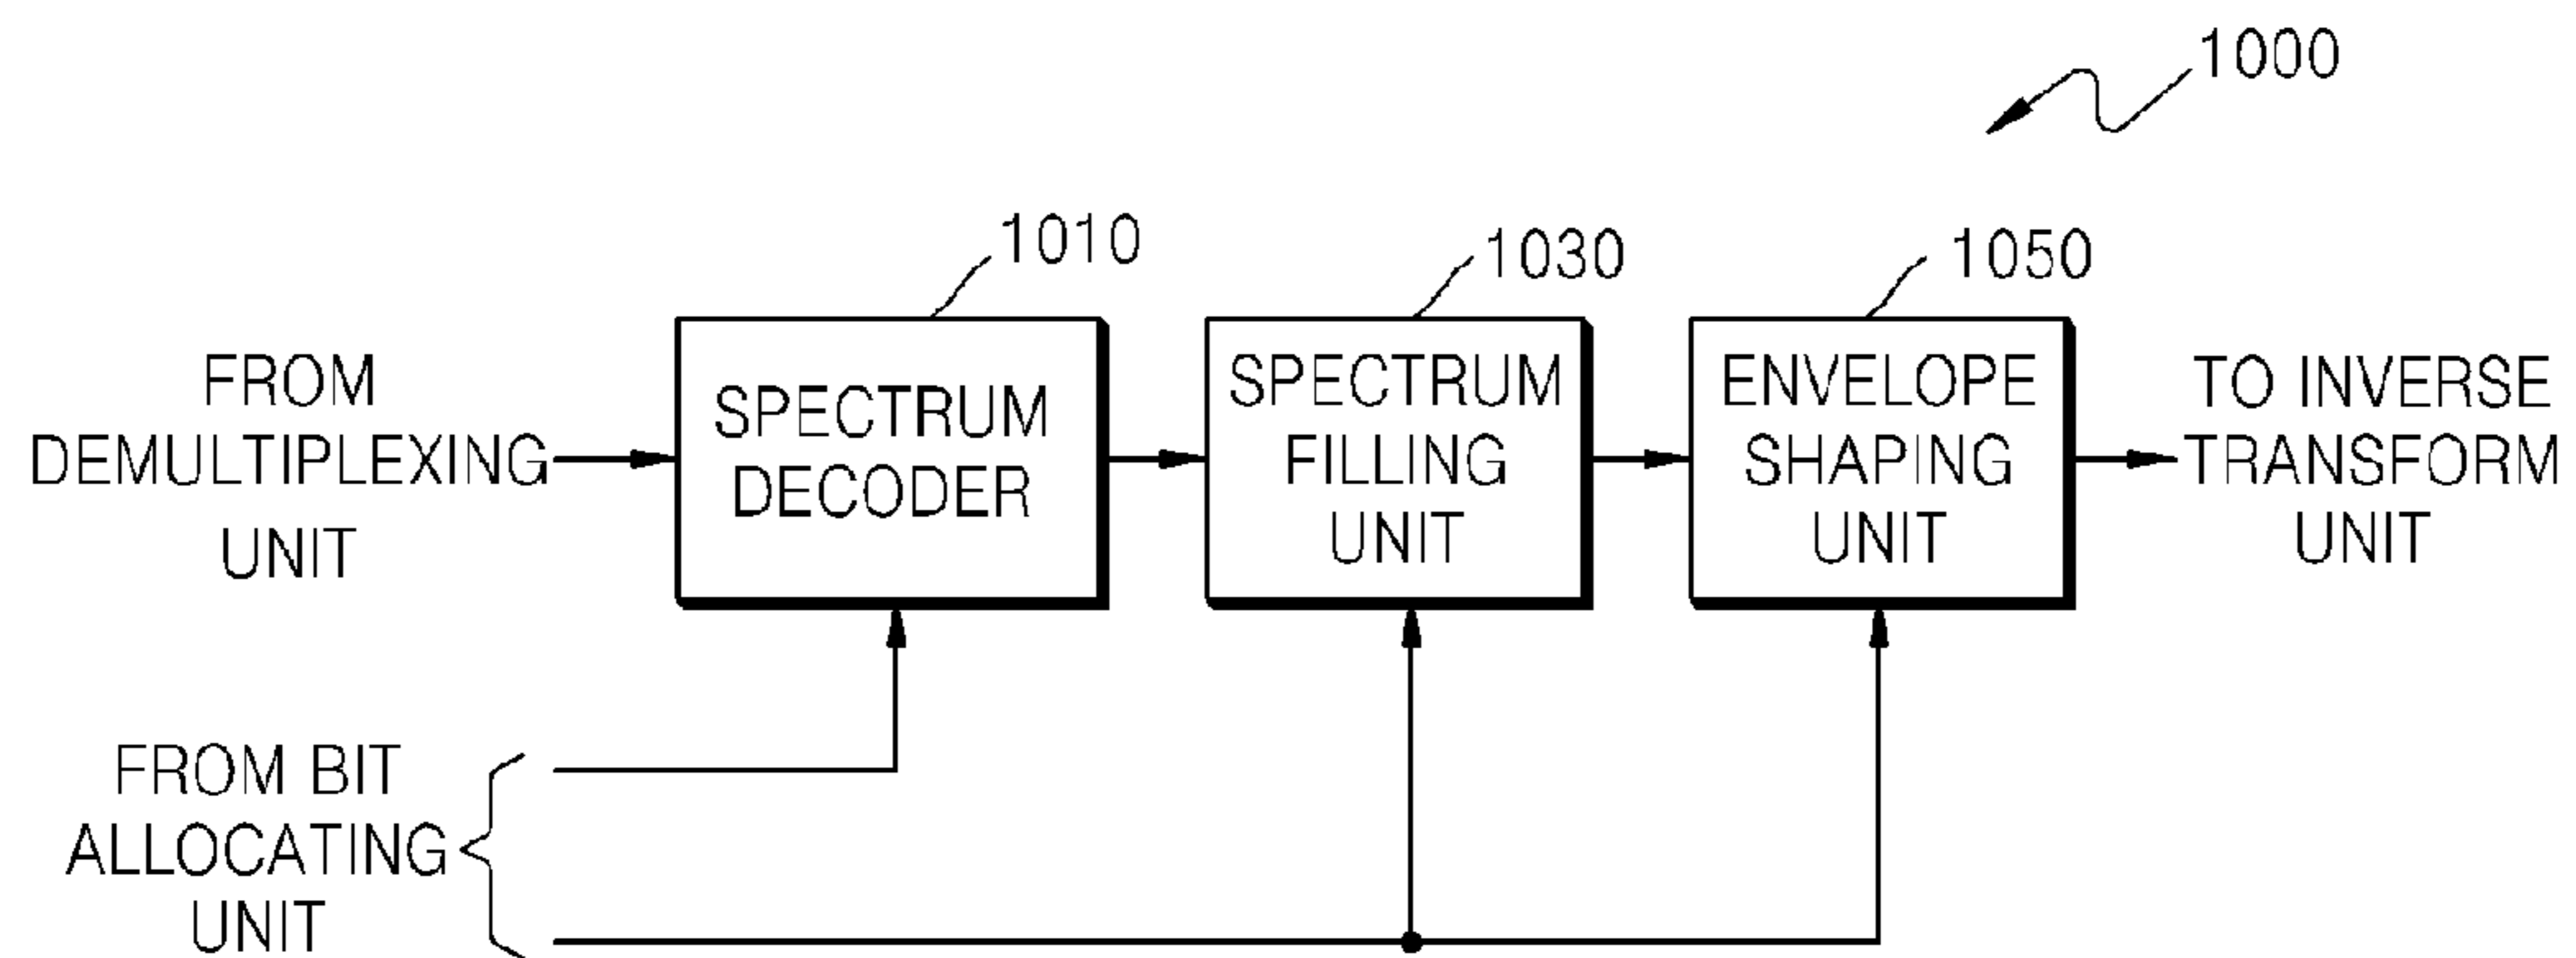 1000
1010
1030
1050
FROM
DEMULTIPLEXING
UNIT
SPECTRUM
DECODER
SPECTRUM
FILLING
UNIT
ENVELOPE
SHAPING
UNIT
TO INVERSE
TRANSFORM
UNIT
FROM BIT
ALLOCATING
UNIT